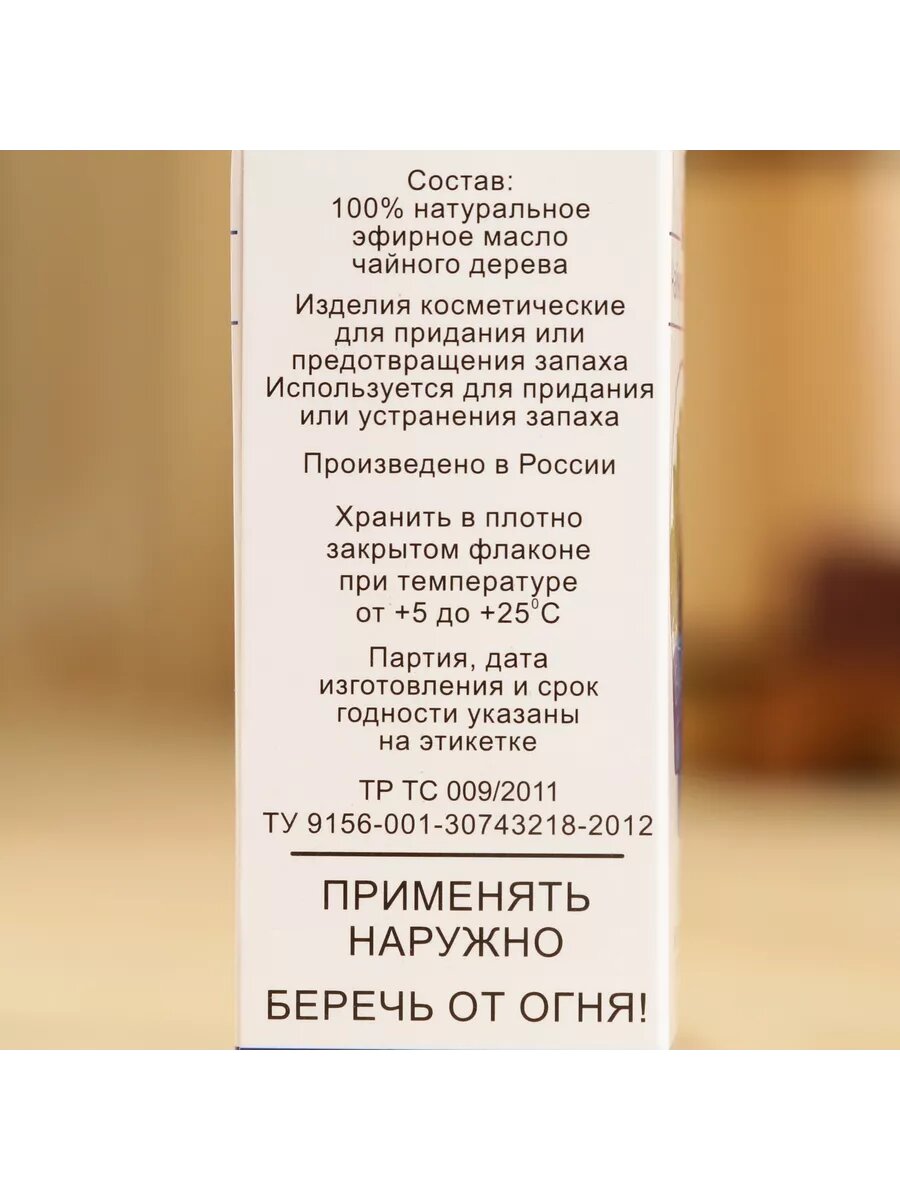 Состав:
100% натуральное
эфирное масло
чайного дерева
Изделия косметические
для придания или
предотвращения запаха
Используется для придания
или устранения запаха
Произведено в России
Хранить в плотно
закрытом флаконе
при температуре
от +5 до +25⁰С
Партия, дата
изготовления и срок
годности указаны
на этикетке
ТР ТС 009/2011
ТУ 9156-001-30743218-2012
ПРИМЕНЯТЬ
НАРУЖНО
БЕРЕЧЬ ОТ ОГНЯ!